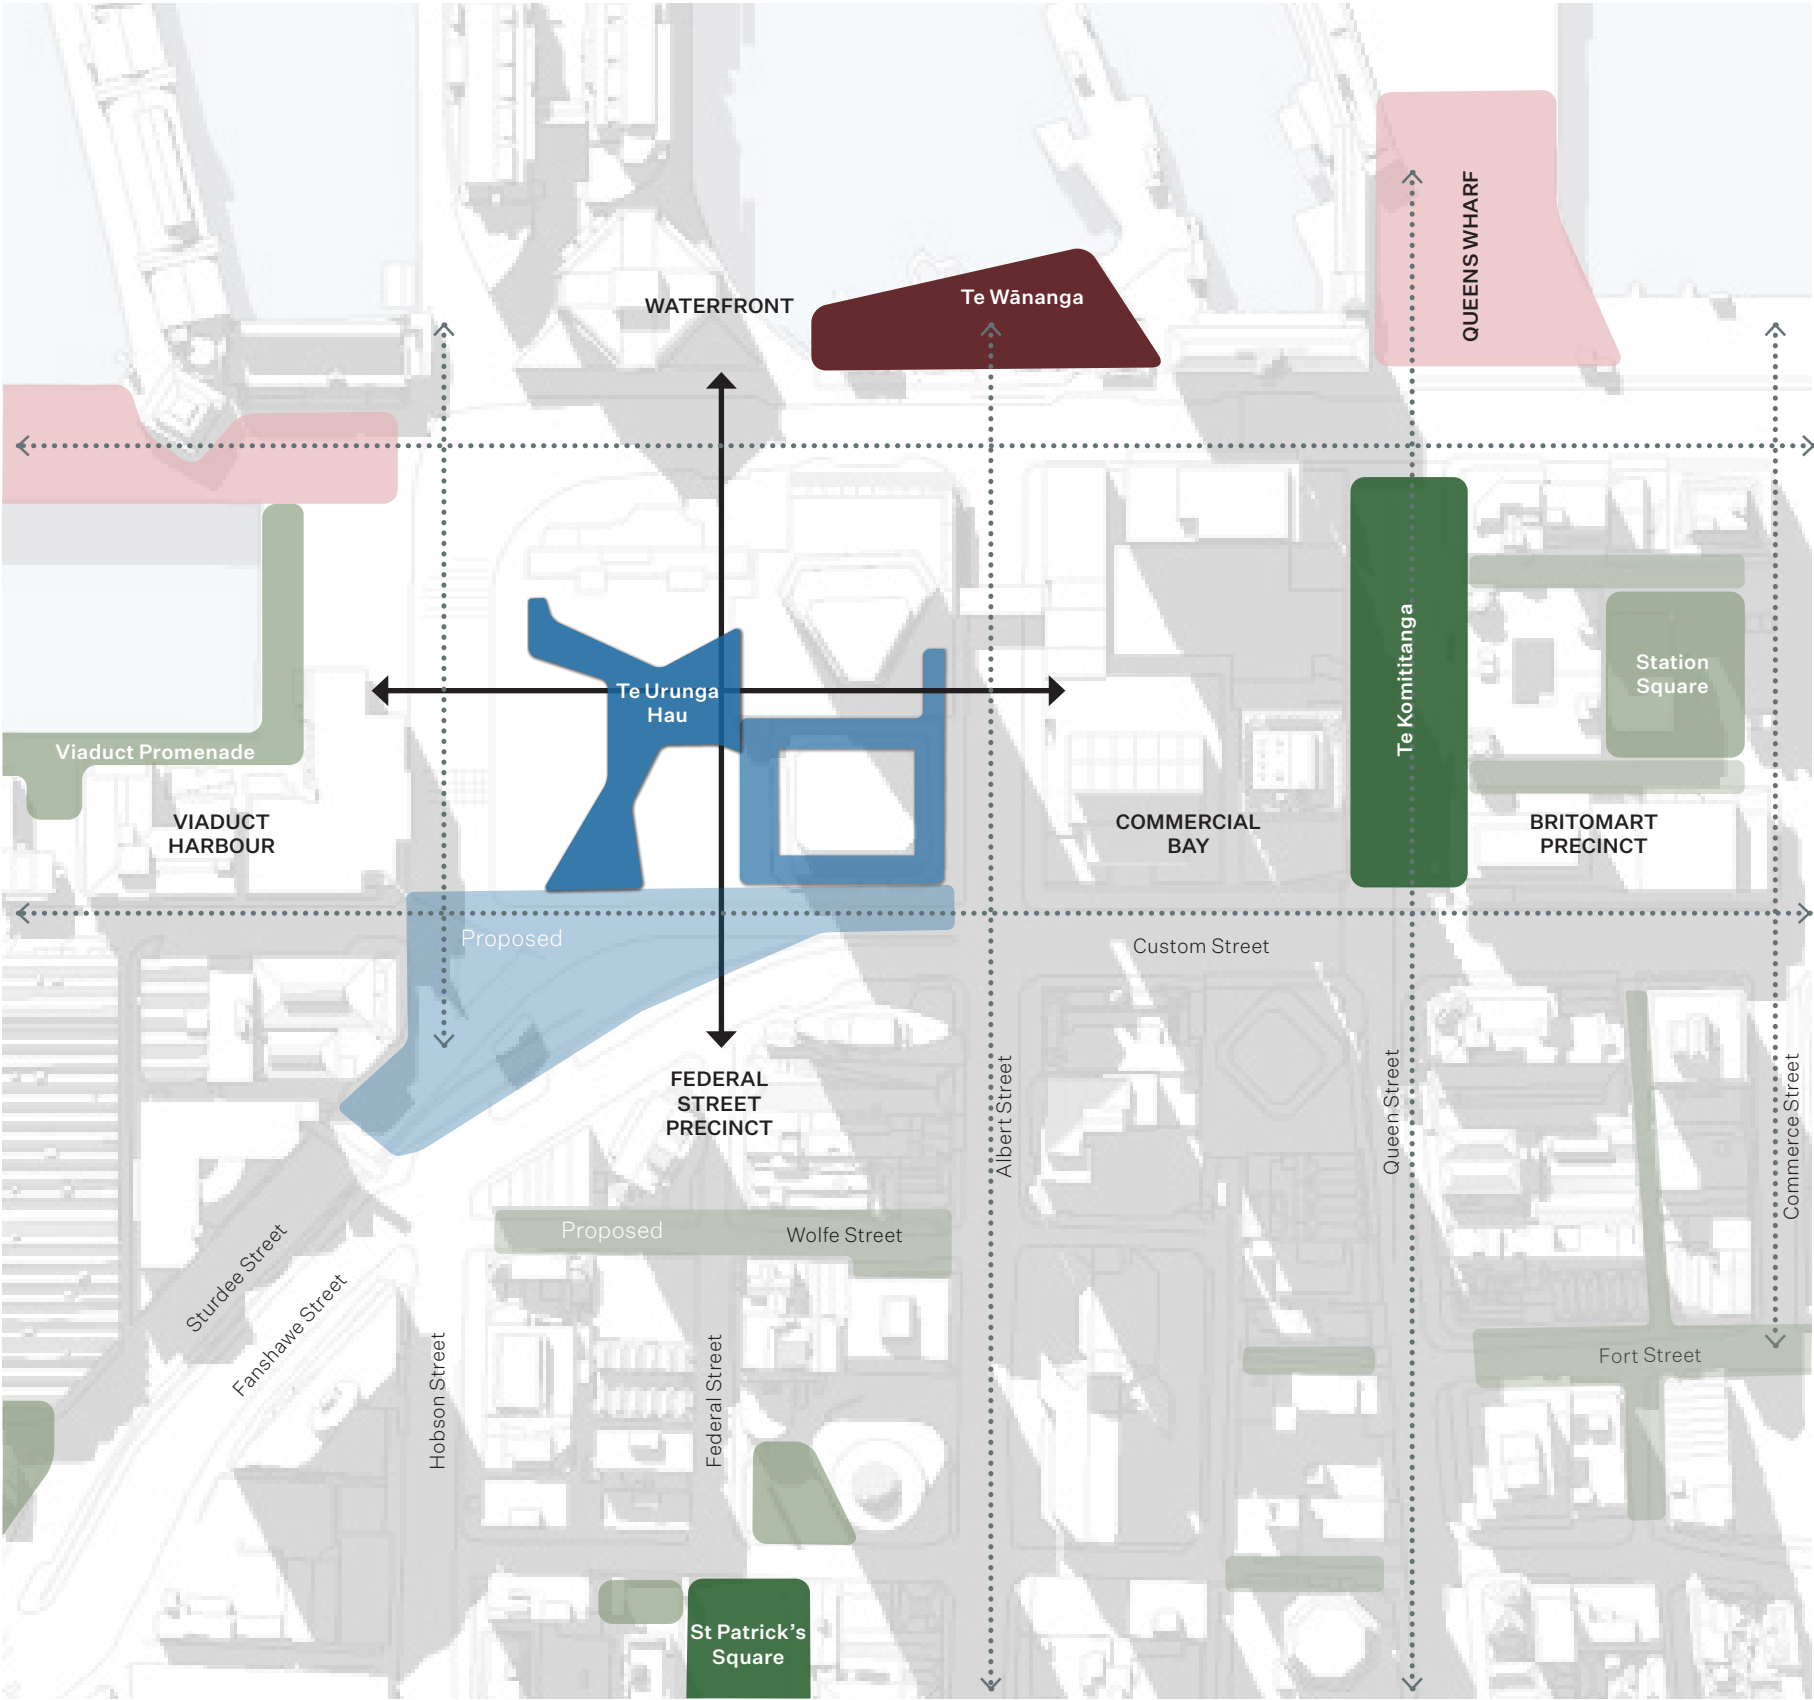 QUEENS WHARF
Te Wānanga
WATERFRONT
Te Komititanga
Station
Square
Te Urunga
Hau
Viaduct Promenade
VIADUCT
HARBOUR
COMMERCIAL
BAY
BRITOMART
PRECINCT
Proposed
Custom Street
FEDERAL
STREET
PRECINCT
Albert Street
Queen Street
Commerce Street
Proposed
Wolfe Street
Sturdee Street
Fanshawe Street
Hobson Street
Federal Street
Fort Street
St Patrick’s
Square